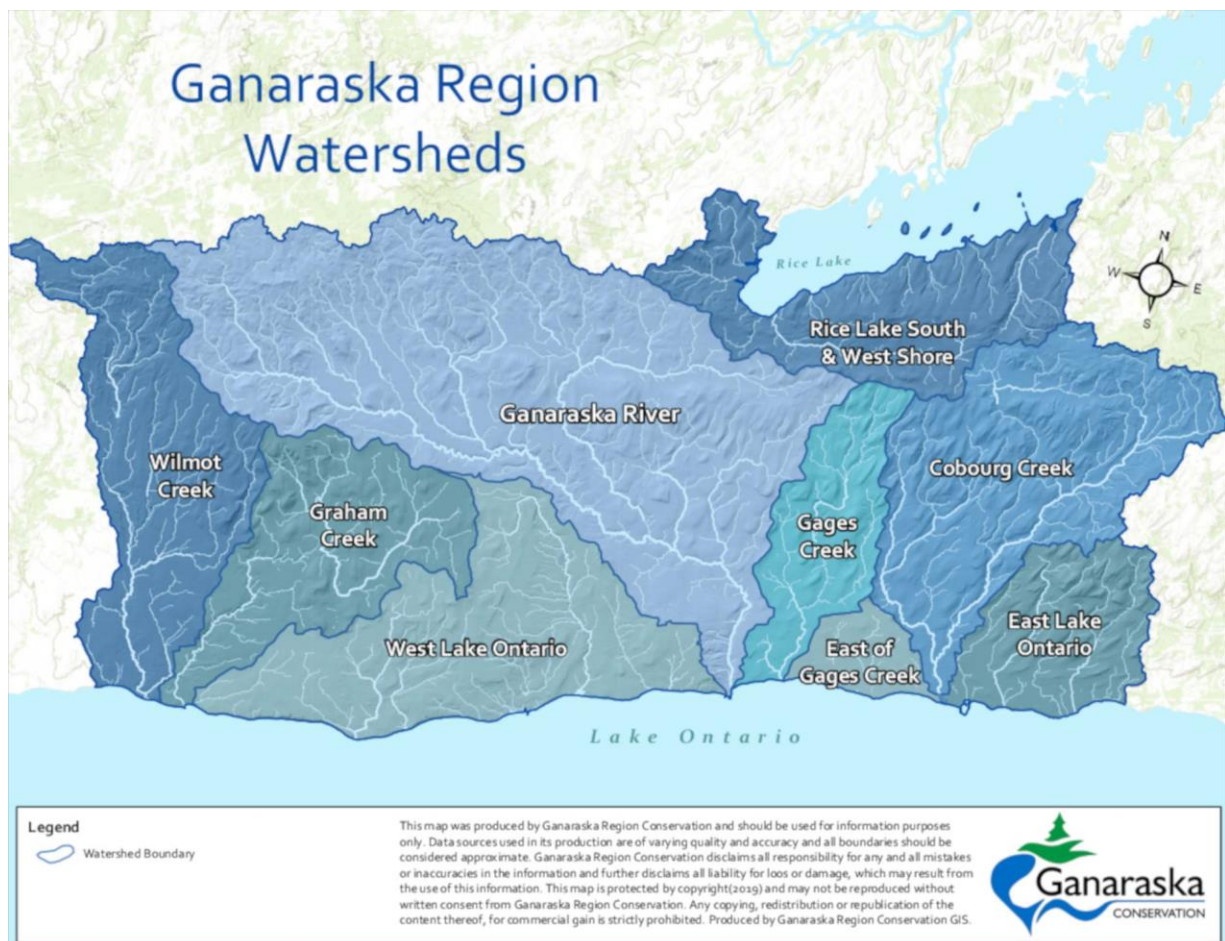 Ganaraska Region
Watersheds
N
W
E
S
Rice Lake
Rice Lake South
& West Shore
Ganaraska River
Wilmot
Creek
Cobourg Creek
Graham
Creek
Gages
Creek
East Lake
Ontario
West Lake Ontario
East of
Gages Creek
Lake Ontario
Legend
Watershed Boundary
This map was produced by Ganaraska Region Conservation and should be used for information purposes
only. Data sources used in its production are of varying quality and accuracy and all boundaries should be
considered approximate. Ganaraska Region Conservation disclaims all responsibility for any and all mistakes
or inaccuracies in the information and further disclaims all liability for loos or damage, which may result from
the use of this information. This map is protected by copyright(2019) and may not be reproduced without
written consent from Ganaraska Region Conservation. Any copying, redistribution or republication of the
content thereof, for commercial gain is strictly prohibited. Produced by Ganaraska Region Conservation GIS.
Ganaraska
CONSERVATION